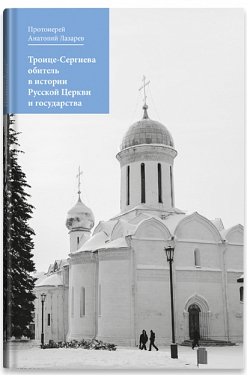 Протоиерей
Анатолий Лазарев
Троице-Сергиева
обитель
в истории
Русской Церкви
и государства